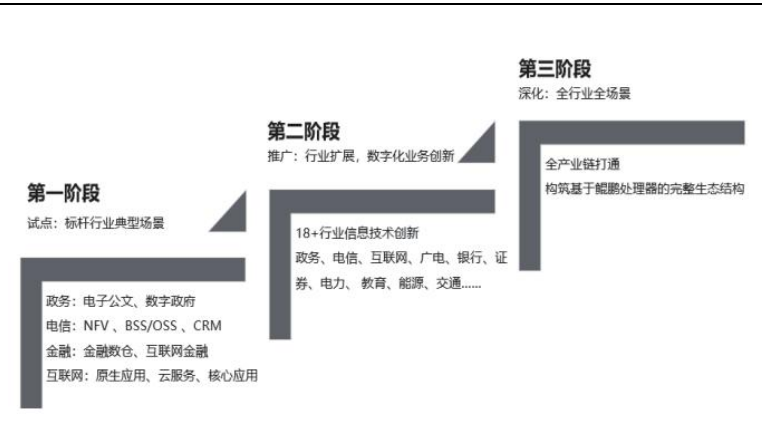 第一阶段
试点：标杆行业典型场景
政务：电子公文、数字政府
电信：NFV 、BSS/OSS 、CRM
金融：金融数仓、互联网金融
互联网：原生应用、云服务、核心应用
第二阶段
推广：行业扩展，数字化业务创新
18+行业信息技术创新
政务、电信、互联网、广电、银行、证
券、电力、 教育、能源、交通......
第三阶段
深化：全行业全场景
全产业链打通
构筑基于鲲鹏处理器的完整生态结构